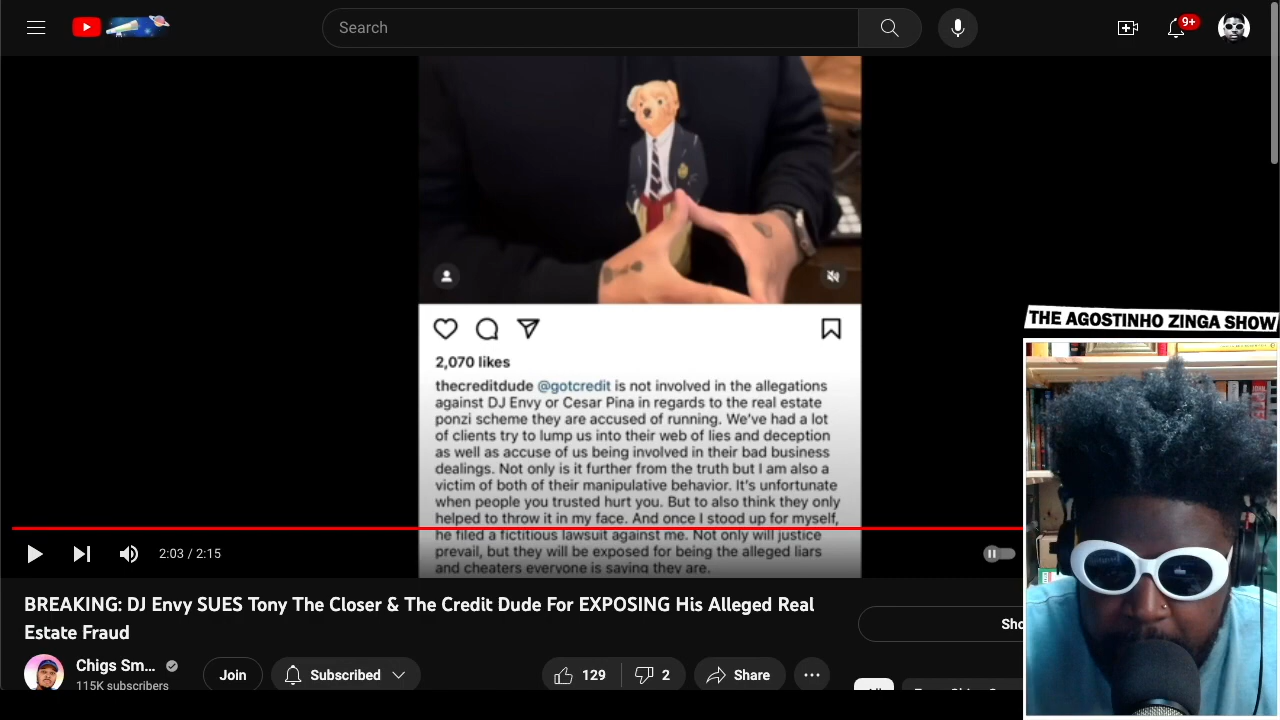 Search
9+
2,070 likes
thecreditdude @gotcredit is not involved in the allegations
against DJ Envy or Cesar Pina in regards to the real estate
ponzi scheme they are accused of running. We've had a lot
of clients try to lump us into their web of lies and deception
as well as accuse of us being involved in their bad business
dealings. Not only is it further from the truth but I am also a
victim of both of their manipulative behavior. It's unfortunate
when people you trusted hurt you. But to also think they only
helped to throw it in my face. And once I stood up for myself,
he filed a fictitious lawsuit against me. Not only will justice
prevail, but they will be exposed for being the alleged liars
and cheaters everyone is saying they are.
THE AGOSTINHO ZINGA SHOW
2:03 / 2:15
BREAKING: DJ Envy SUES Tony The Closer & The Credit Dude For EXPOSING His Alleged Real
Estate Fraud
Sho
Chigs Sm...
115K subscribers
Join
Subscribed
129
2
Share